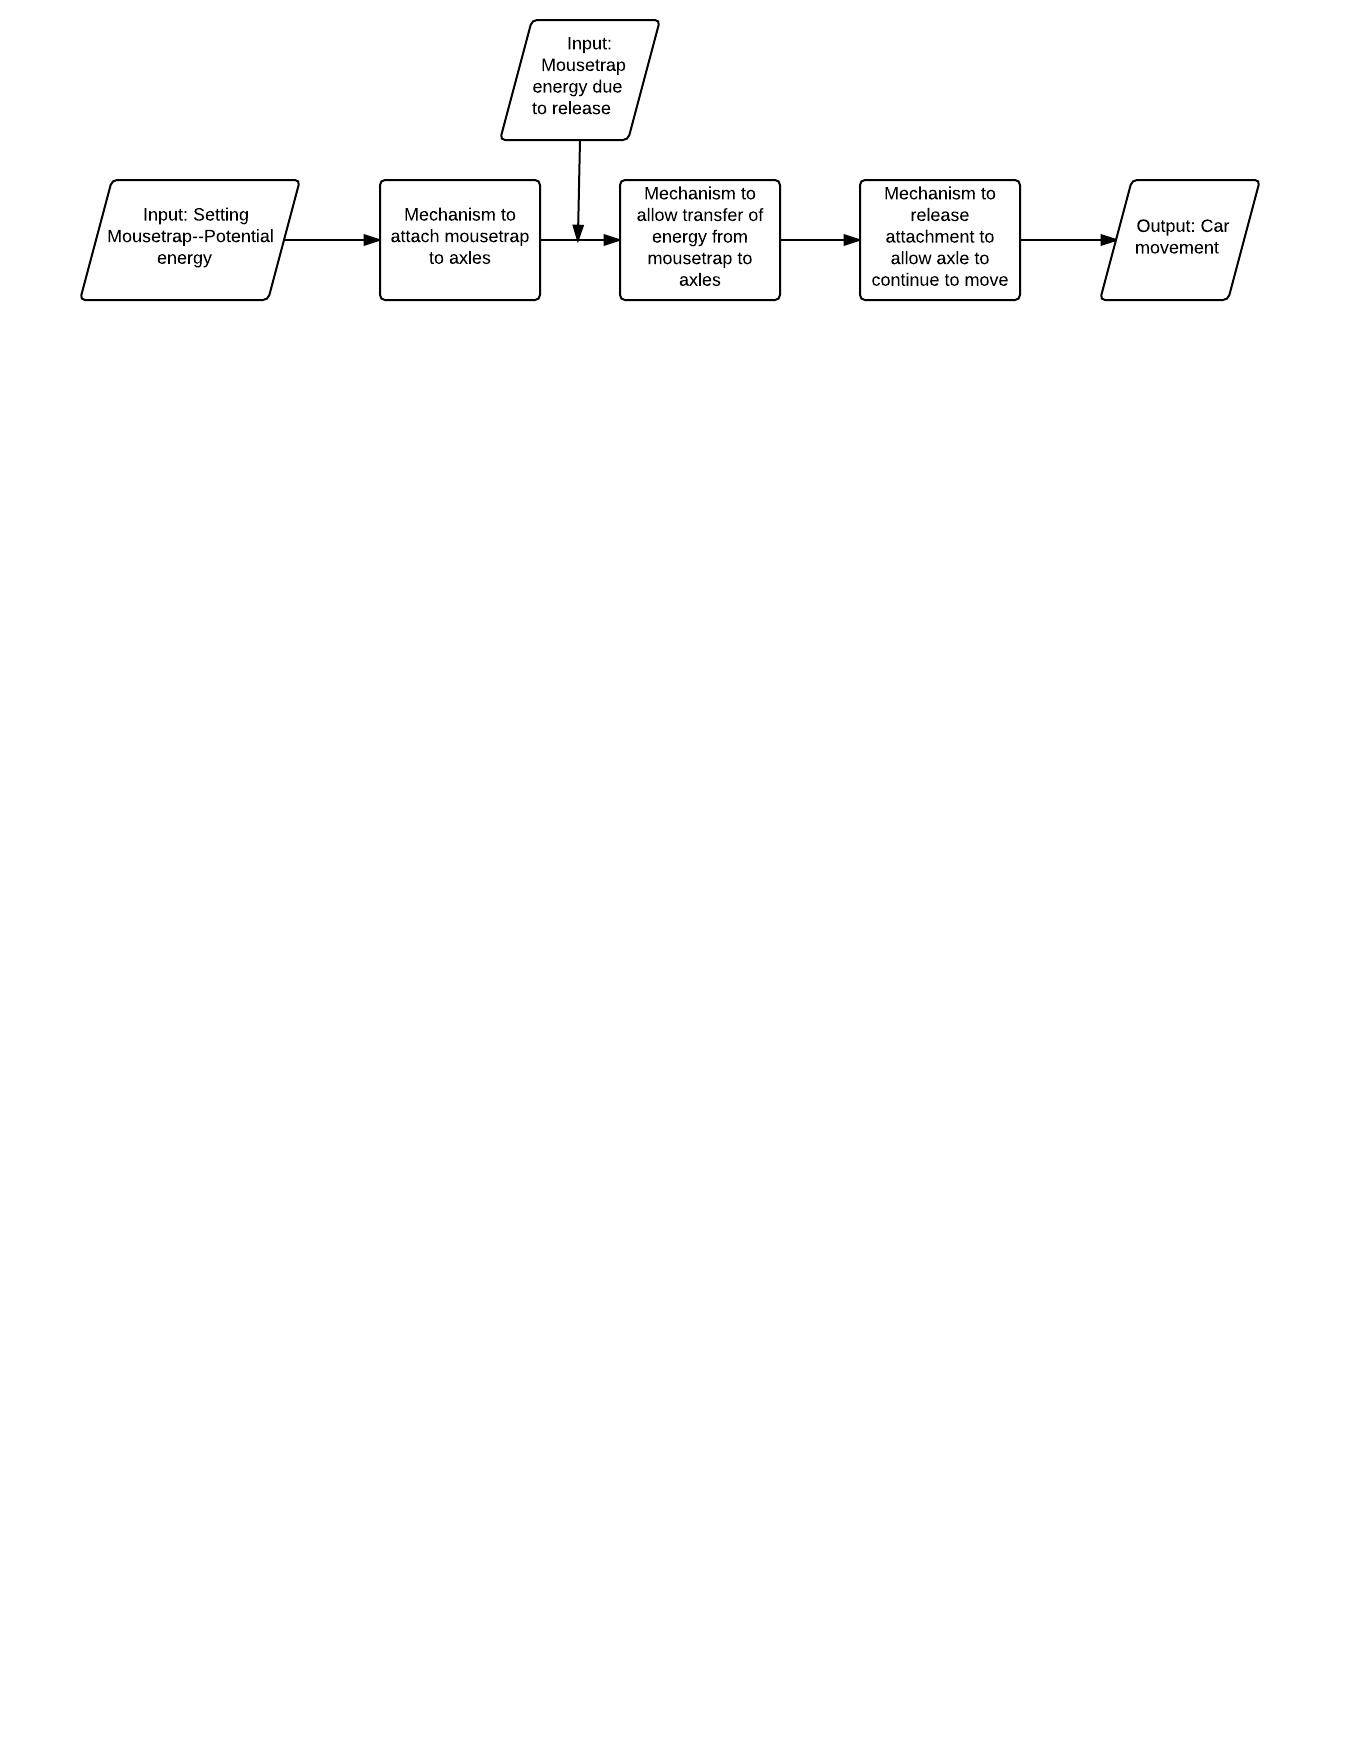 Input:
Mousetrap
energy due
to release
Input: Setting
Mousetrap--Potential
energy
Mechanism to
attach mousetrap
to axles
Mechanism to
allow transfer of
energy from
mousetrap to
axles
Mechanism to
release
attachment to
allow axle to
continue to move
Output: Car
movement